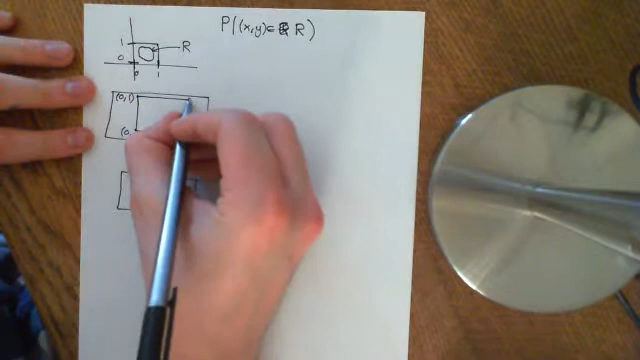 P((x,y)∈ R)
1
R
0
0 1
(0,1)
(0,